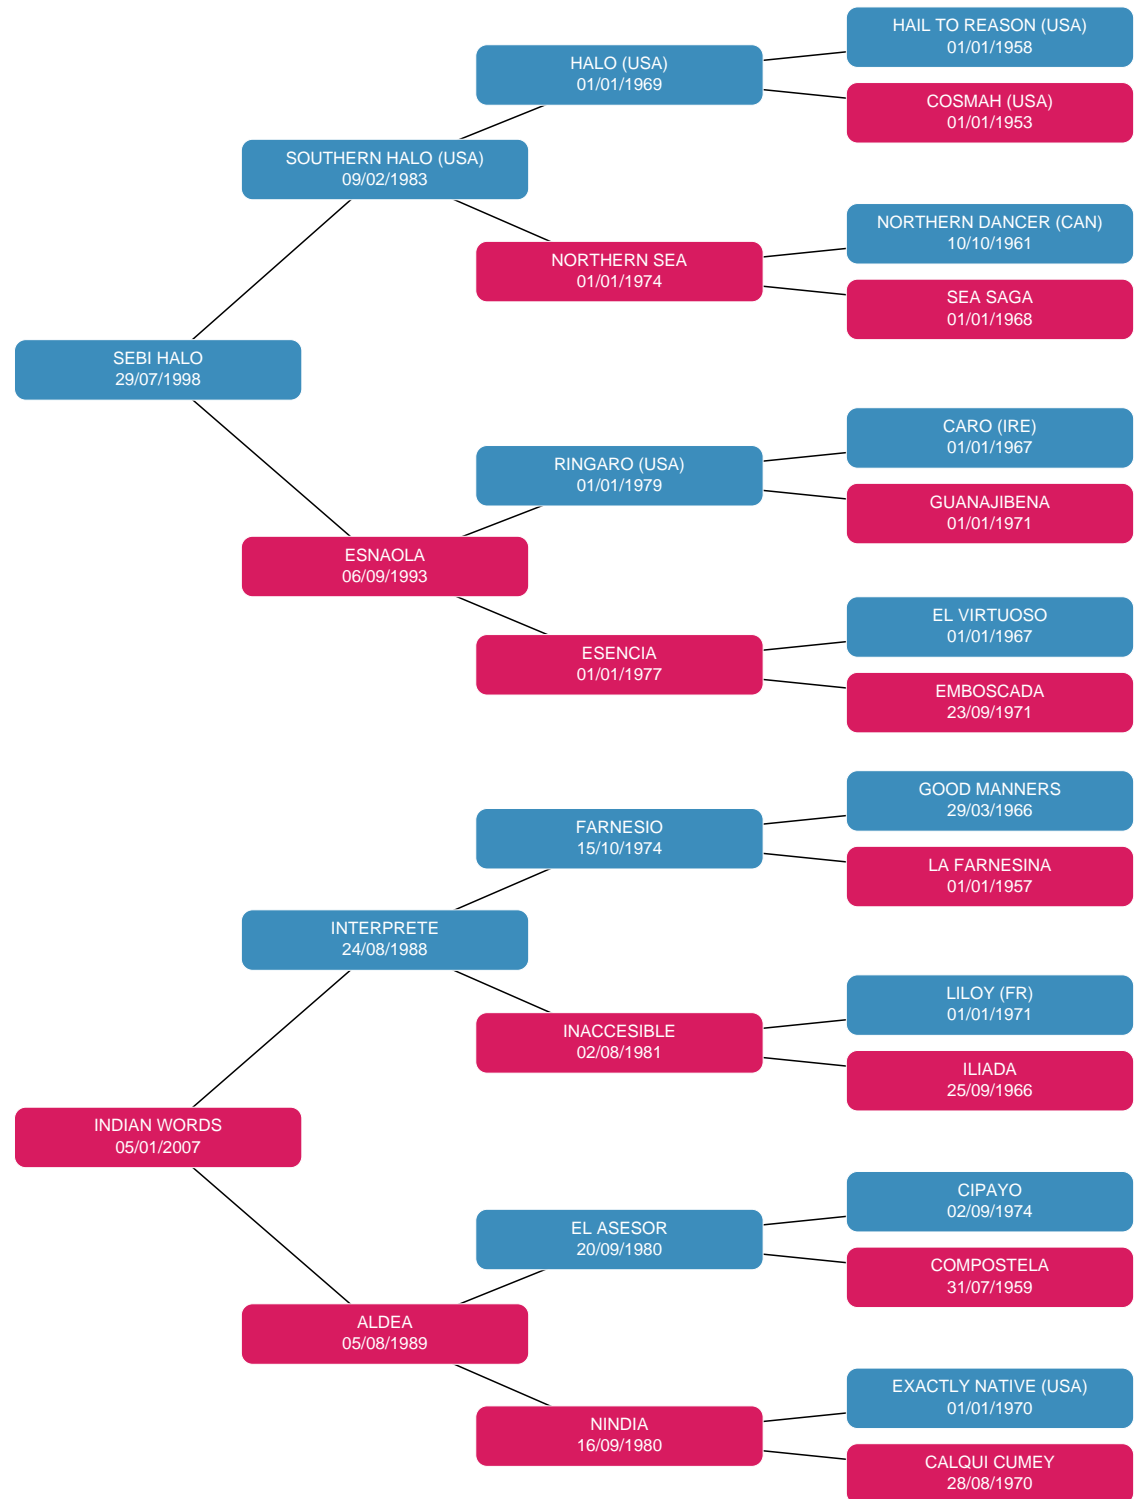 HAIL TO REASON (USA)
01/01/1958
HALO (USA)
01/01/1969
COSMAH (USA)
01/01/1953
SOUTHERN HALO (USA)
09/02/1983
NORTHERN DANCER (CAN)
10/10/1961
NORTHERN SEA
01/01/1974
SEA SAGA
01/01/1968
SEBI HALO
29/07/1998
CARO (IRE)
01/01/1967
RINGARO (USA)
01/01/1979
GUANAJIBENA
01/01/1971
ESNAOLA
06/09/1993
EL VIRTUOSO
01/01/1967
ESENCIA
01/01/1977
EMBOSCADA
23/09/1971
GOOD MANNERS
29/03/1966
FARNESIO
15/10/1974
LA FARNESINA
01/01/1957
INTERPRETE
24/08/1988
LILOY (FR)
01/01/1971
INACCESIBLE
02/08/1981
ILIADA
25/09/1966
INDIAN WORDS
05/01/2007
CIPAYO
02/09/1974
EL ASESOR
20/09/1980
COMPOSTELA
31/07/1959
ALDEA
05/08/1989
EXACTLY NATIVE (USA)
01/01/1970
NINDIA
16/09/1980
CALQUI CUMEY
28/08/1970